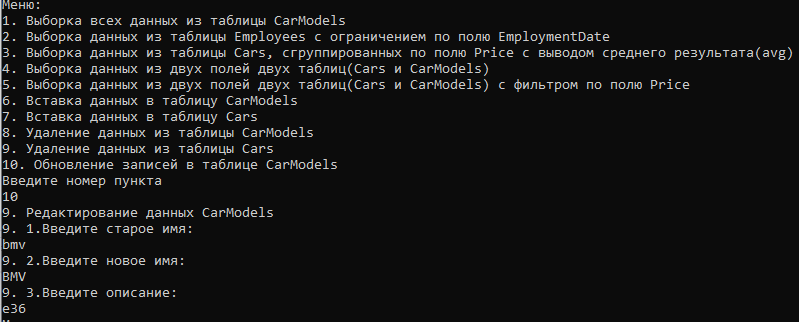 Меню:
1. Выборка всех данных из таблицы CarModels
2. Выборка данных из таблицы Employees с ограничением по полю EmploymentDate
3. Выборка данных из таблицы Cars, сгруппированных по полю Price с выводом среднего результата(avg)
4. Выборка данных из двух полей двух таблиц(Cars и CarModels)
5. Выборка данных из двух полей двух таблиц(Cars и CarModels) с фильтром по полю Price
6. Вставка данных в таблицу CarModels
7. Вставка данных в таблицу Cars
8. Удаление данных из таблицы CarModels
9. Удаление данных из таблицы Cars
10. Обновление записей в таблице CarModels
Введите номер пункта
10
9. Редактирование данных CarModels
9. 1.Введите старое имя:
bmv
9. 2.Введите новое имя:
BMV
9. 3.Введите описание:
e36